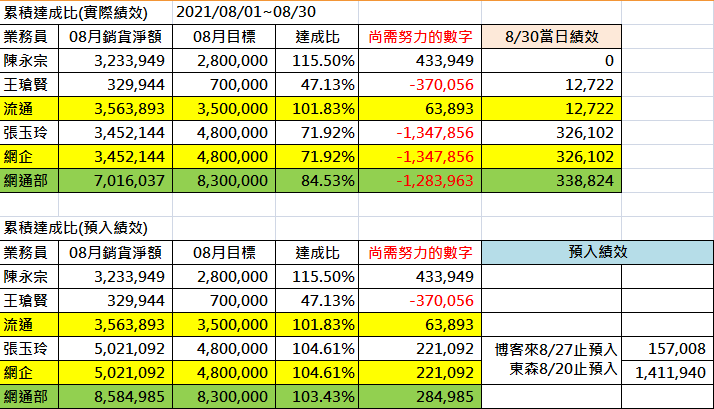 累積達成比(實際績效) 2021/08/01~08/30
業務員 08月銷貨淨額 08月目標 達成比 尚需努力的數字 8/30當日績效
陳永宗 3,233,949 2,800,000 115.50% 433,949 0
王瑲賢 329,944 700,000 47.13% -370,056 12,722
流通 3,563,893 3,500,000 101.83% 63,893 12,722
張玉玲 3,452,144 4,800,000 71.92% -1,347,856 326,102
網企 3,452,144 4,800,000 71.92% -1,347,856 326,102
網通部 7,016,037 8,300,000 84.53% -1,283,963 338,824
累積達成比(預入績效)
業務員 08月銷貨淨額 08月目標 達成比 尚需努力的數字 預入績效
陳永宗 3,233,949 2,800,000 115.50% 433,949
王瑲賢 329,944 700,000 47.13% -370,056
流通 3,563,893 3,500,000 101.83% 63,893
張玉玲 5,021,092 4,800,000 104.61% 221,092 博客來8/27止預入 157,008
網企 5,021,092 4,800,000 104.61% 221,092 東森8/20止預入 1,411,940
網通部 8,584,985 8,300,000 103.43% 284,985